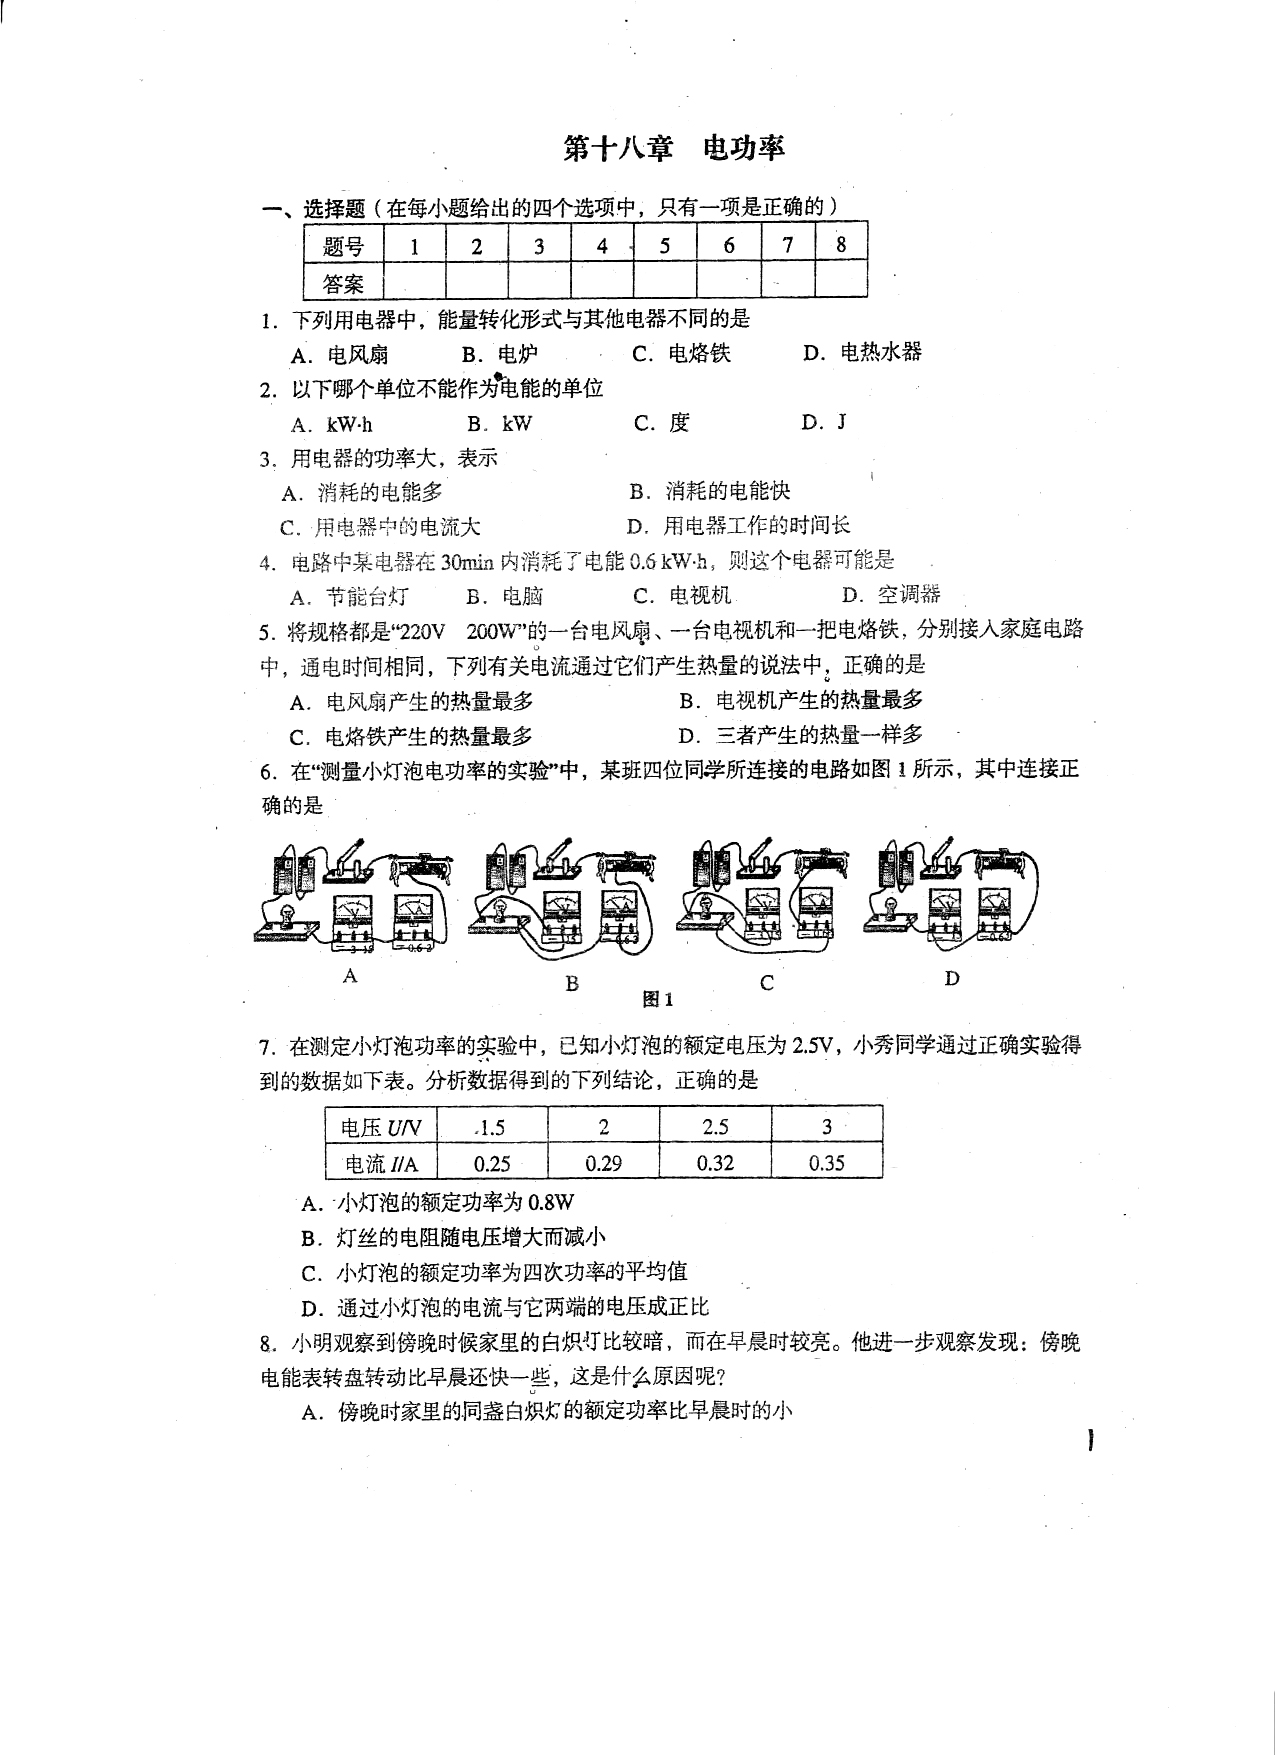 第十八章　电功率
一、选择题（在每小题给出的四个选项中，只有一项是正确的）
题号 1 2 3 4 5 6 7 8
答案
1．下列用电器中，能量转化形式与其他电器不同的是
A．电风扇 B．电炉 C．电烙铁 D．电热水器
2．以下哪个单位不能作为电能的单位
A．kW·h B．kW C．度 D．J
3．用电器的功率大，表示
A．消耗的电能多 B．消耗的电能快
C．用电器中的电流大 D．用电器工作的时间长
4．电路中某电器在 30min 内消耗了电能 0.6 kW·h，则这个电器可能是
A．节能台灯 B．电脑 C．电视机 D．空调器
5．将规格都是“220V　200W”的一台电风扇、一台电视机和一把电烙铁，分别接入家庭电路
中，通电时间相同，下列有关电流通过它们产生热量的说法中，正确的是
A．电风扇产生的热量最多 B．电视机产生的热量最多
C．电烙铁产生的热量最多 D．三者产生的热量一样多
6．在“测量小灯泡电功率的实验”中，某班四位同学所连接的电路如图 1 所示，其中连接正
确的是
A B C D
图 1
7．在测定小灯泡功率的实验中，已知小灯泡的额定电压为 2.5V，小秀同学通过正确实验得
到的数据如下表。分析数据得到的下列结论，正确的是
电压 U/V 1.5 2 2.5 3
电流 I/A 0.25 0.29 0.32 0.35
A．小灯泡的额定功率为 0.8W
B．灯丝的电阻随电压增大而减小
C．小灯泡的额定功率为四次功率的平均值
D．通过小灯泡的电流与它两端的电压成正比
8．小明观察到傍晚时候家里的白炽灯比较暗，而在早晨时较亮。他进一步观察发现：傍晚
电能表转盘转动比早晨还快一些，这是什么原因呢？
A．傍晚时家里的同盏白炽灯的额定功率比早晨时的小
1